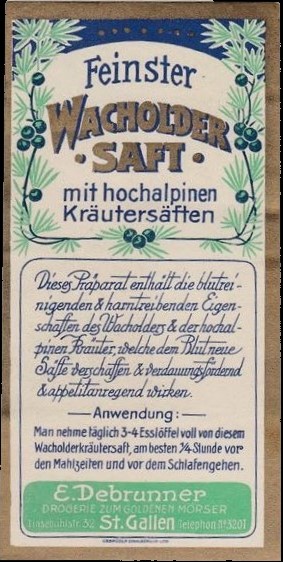 Feinster
WACHOLDER
SAFT
mit hochalpinen
Kräutersäften
Dieses Präparat enthält die blutrei-
nigenden & harntreibenden Eigen-
schaften des Wacholders & der hochal-
pinen Kräuter, welche dem Blut neue
Säfte verschaffen & verdauungsfördernd
& appetitanregend wirken.
Anwendung:
Man nehme täglich 3-4 Esslöffel voll von diesem
Wacholderkräutersaft, am besten ¼ Stunde vor
den Mahlzeiten und vor dem Schlafengehen.
E. Debrunner
DROGERIE ZUM GOLDENEN MÖRSER
Linsebühlstr. 32 St. Gallen Telephon Nº 3201